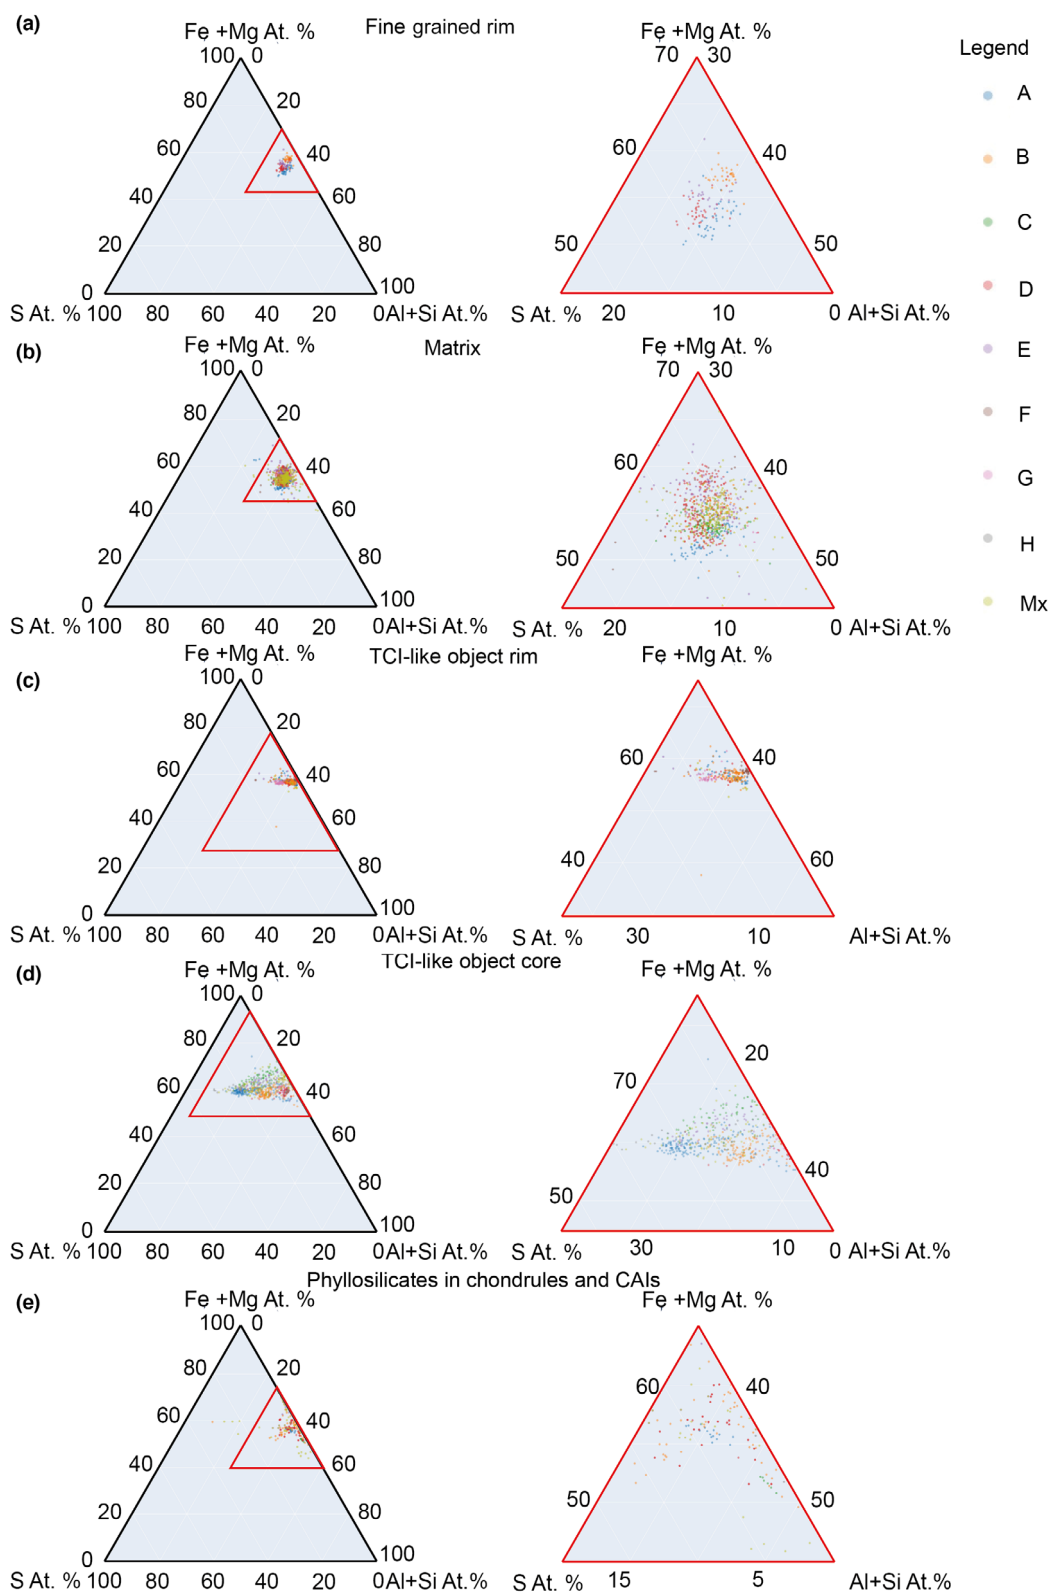 (a)
Fine grained rim
Fe +Mg At. %
Fe +Mg At. %
Legend
100 0
70 30
80 20
A
60 40
60 40
B
40 60
C
20 80
50 50
D
0 100
S At. % 100 80 60 40 20 0 Al+Si At.%
S At. % 20 10 0 Al+Si At.%
(b)
Matrix
Fe +Mg At. %
Fe +Mg At. %
E
100 0
70 30
80 20
F
60 40
60 40
G
40 60
20 80
50 50
H
0 100
Mx
S At. % 100 80 60 40 20 0 Al+Si At.%
S At. % 20 10 0 Al+Si At.%
(c)
TCI-like object rim
Fe +Mg At. %
Fe +Mg At. %
100 0
80 20
60 40
60 40
40 60
20 80
40 60
0 100
S At. % 100 80 60 40 20 0 Al+Si At.%
S At. % 30 10 Al+Si At.%
(d)
TCI-like object core
Fe +Mg At. %
Fe +Mg At. %
100 0
80 20
20
60 40
70
40 60
40
20 80
50
0 100
S At. % 100 80 60 40 20 0 Al+Si At.%
S At. % 30 10 0 Al+Si At.%
(e)
Phyllosilicates in chondrules and CAIs
Fe +Mg At. %
Fe +Mg At. %
100 0
80 20
60 40
60 40
40 60
20 80
50 50
0 100
S At. % 100 80 60 40 20 0 Al+Si At.%
S At. % 15 5 Al+Si At.%